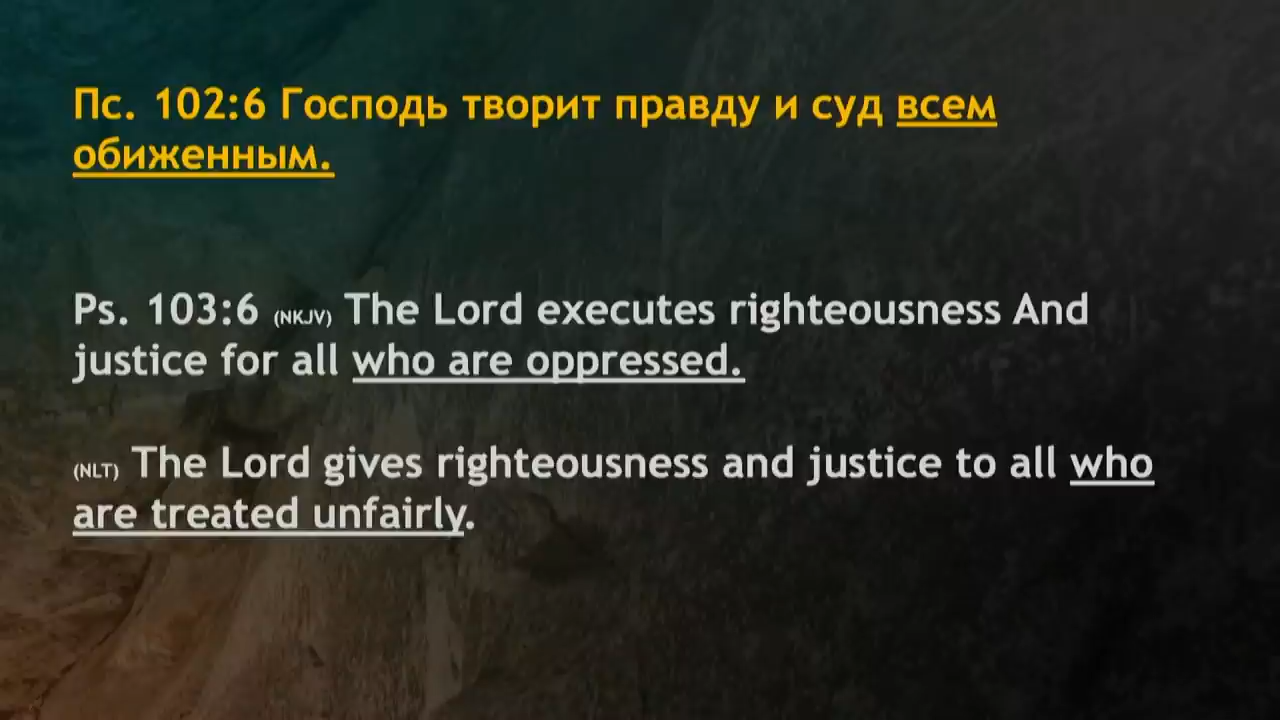 Пс. 102:6 Господь творит правду и суд всем
обиженным.
Ps. 103:6 (NKJV) The Lord executes righteousness And
justice for all who are oppressed.
(NLT) The Lord gives righteousness and justice to all who
are treated unfairly.